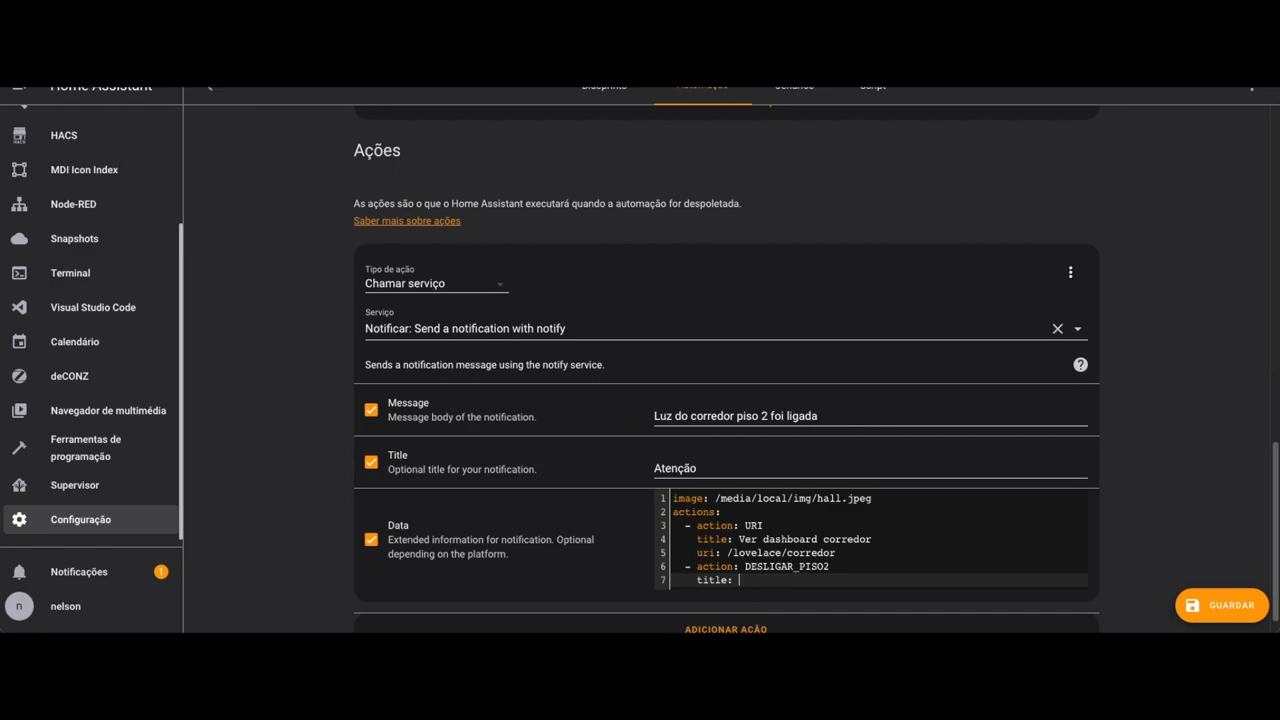 Home Assistant
Blueprints
Automação
Cenários
Script
HACS
MDI Icon Index
Node-RED
Snapshots
Terminal
Visual Studio Code
Calendário
deCONZ
Navegador de multimédia
Ferramentas de
programação
Supervisor
Configuração
Notificações
1
n
nelson
Ações
As ações são o que o Home Assistant executará quando a automação for despoletada.
Saber mais sobre ações
Tipo de ação
Chamar serviço
Serviço
Notificar: Send a notification with notify
Sends a notification message using the notify service.
Message
Message body of the notification.
Luz do corredor piso 2 foi ligada
Title
Optional title for your notification.
Atenção
Data
Extended information for notification. Optional
depending on the platform.
1 image: /media/local/img/hall.jpeg
2 actions:
3 - action: URI
4 title: Ver dashboard corredor
5 uri: /lovelace/corredor
6 - action: DESLIGAR_PISO2
7 title:
GUARDAR
ADICIONAR AÇÃO